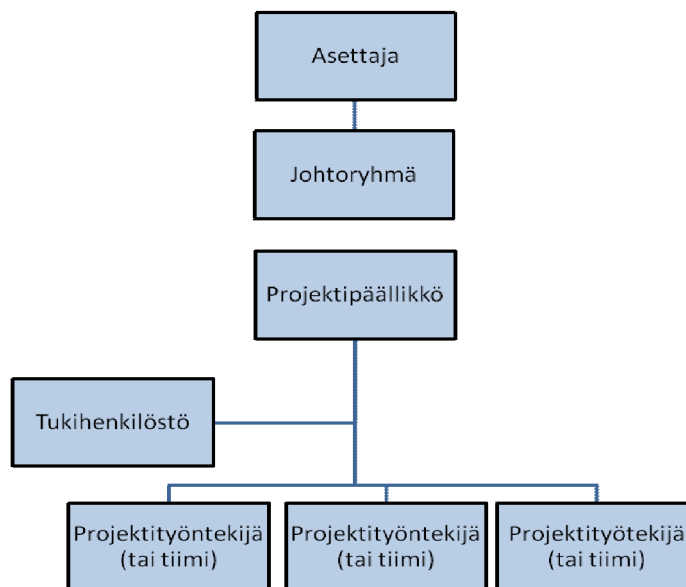 Asettaja
Johtoryhmä
Projektipäällikkö
Tukihenkilöstö
Projektityöntekijä
(tai tiimi)
Projektityöntekijä
(tai tiimi)
Projektityötekijä
(tai tiimi)